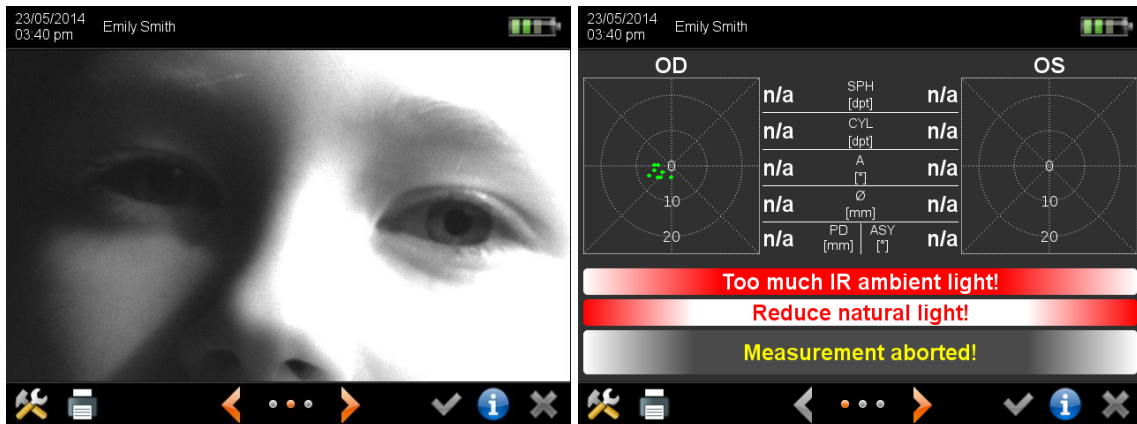 23/05/2014
03:40 pm
Emily Smith
23/05/2014
03:40 pm
Emily Smith
OD
OS
n/a SPH [dpt] n/a
n/a CYL [dpt] n/a
n/a A [°] n/a
n/a Ø [mm] n/a
n/a PD [mm] ASY [°] n/a
0
10
20
0
10
20
Too much IR ambient light!
Reduce natural light!
Measurement aborted!